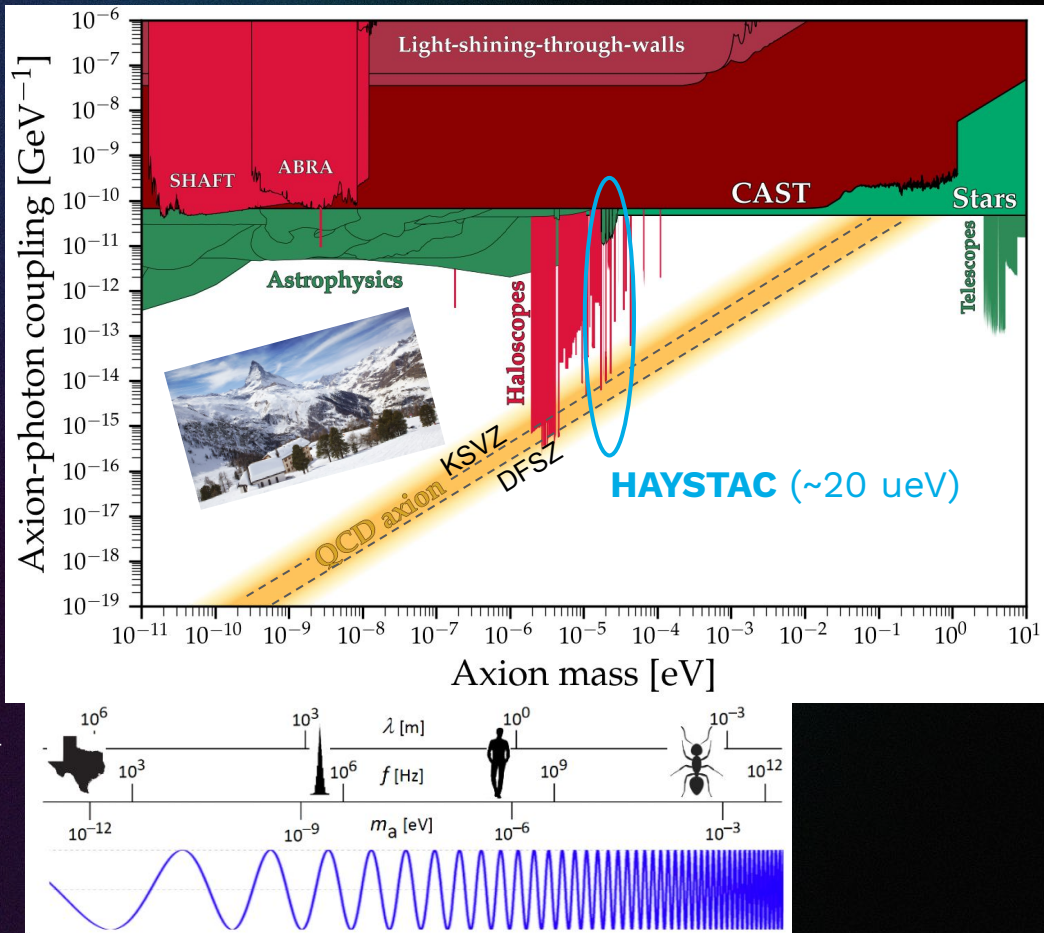 Axion-photon coupling [GeV⁻¹]
10⁻⁶
10⁻⁷
10⁻⁸
10⁻⁹
10⁻¹⁰
10⁻¹¹
10⁻¹²
10⁻¹³
10⁻¹⁴
10⁻¹⁵
10⁻¹⁶
10⁻¹⁷
10⁻¹⁸
10⁻¹⁹
Light-shining-through-walls
SHAFT
ABRA
CAST
Stars
Astrophysics
Telescopes
Haloscopes
KSVZ
DFSZ
QCD axion
HAYSTAC (~20 ueV)
10⁻¹¹ 10⁻¹⁰ 10⁻⁹ 10⁻⁸ 10⁻⁷ 10⁻⁶ 10⁻⁵ 10⁻⁴ 10⁻³ 10⁻² 10⁻¹ 10⁰ 10¹
Axion mass [eV]
10⁶ 10³ λ [m] 10⁰ 10⁻³
10³ 10⁶ f [Hz] 10⁹ 10¹²
10⁻¹² 10⁻⁹ mₐ [eV] 10⁻⁶ 10⁻³